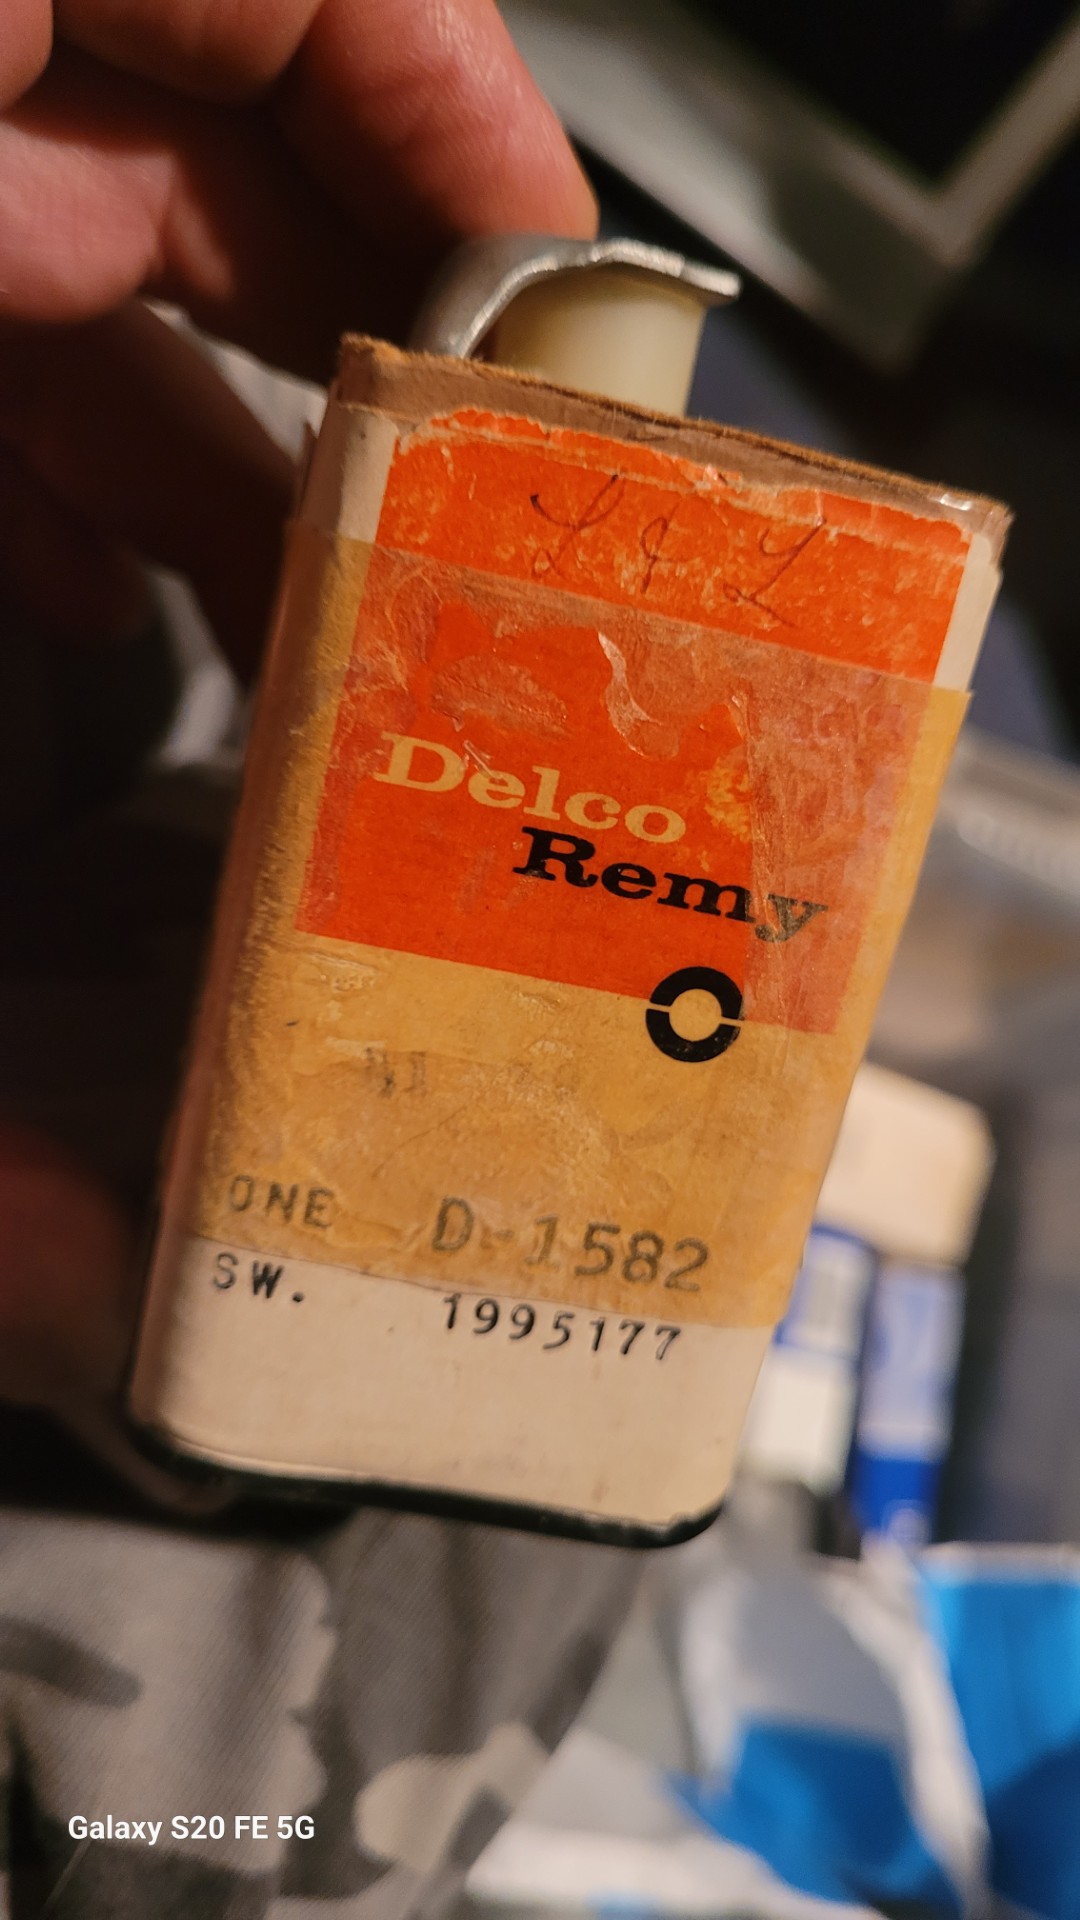 L & L
Delco
Remy
ONE D-1582
SW. 1995177
Galaxy S20 FE 5G